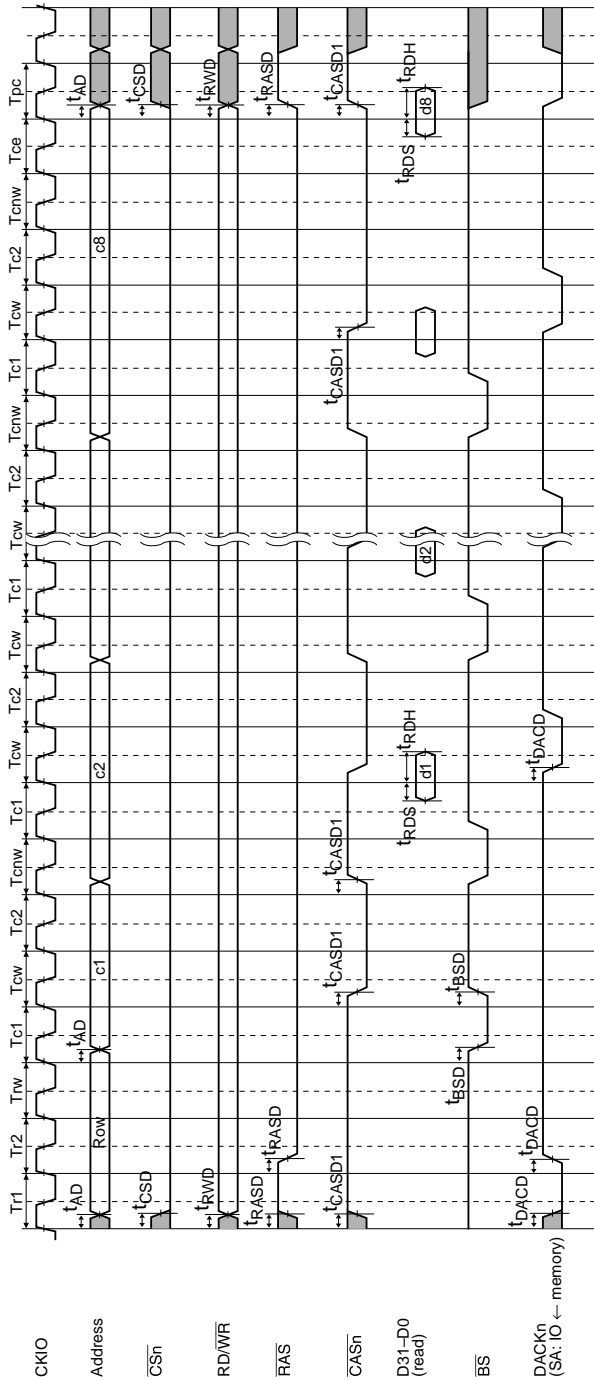 Tr1 Tr2 Trw Tc1 Tcw Tc2 Tcnw Tc1 Tcw Tc2 Tcw Tc1 Tcw Tc2 Tcnw Tc1 Tcw Tc2 Tcnw Tce Tpc
CKIO
tAD tAD tAD
Address Row c1 c2 c8
tCSD tCSD
CSn
tRWD tRWD
RD/WR
tRASD tRASD tRASD
RAS
tCASD1 tCASD1 tCASD1 tCASD1 tCASD1
CASn
tRDS tRDH tRDS tRDH
D31–D0
(read)
d1 d2 d8
tBSD tBSD
BS
tDACD tDACD tDACD
DACKn
(SA: IO ← memory)